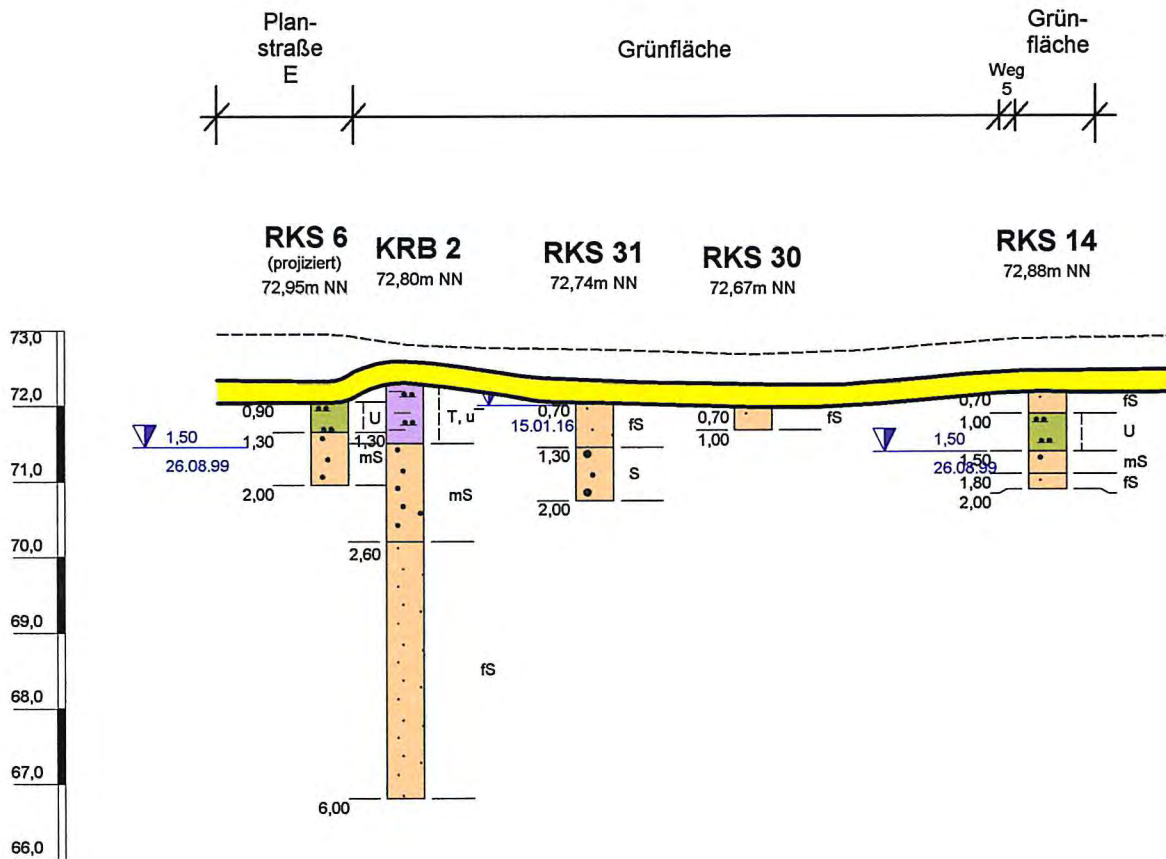 Plan-
straße
E
Grünfläche
Weg
5
Grün-
fläche
RKS 6
(projiziert)
72,95m NN
KRB 2
72,80m NN
RKS 31
72,74m NN
RKS 30
72,67m NN
RKS 14
72,88m NN
73,0
72,0
71,0
70,0
69,0
68,0
67,0
66,0
1,50
26.08.99
0,90
1,30
2,00
U
mS
1,30
2,60
6,00
T, u
mS
fS
15.01.16
0,70
1,30
2,00
fS
S
0,70
1,00
fS
1,50
26.08.99
0,70
1,00
1,50
1,80
2,00
fS
U
mS
fS